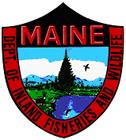 MAINE
DEPT. OF INLAND FISHERIES AND WILDLIFE